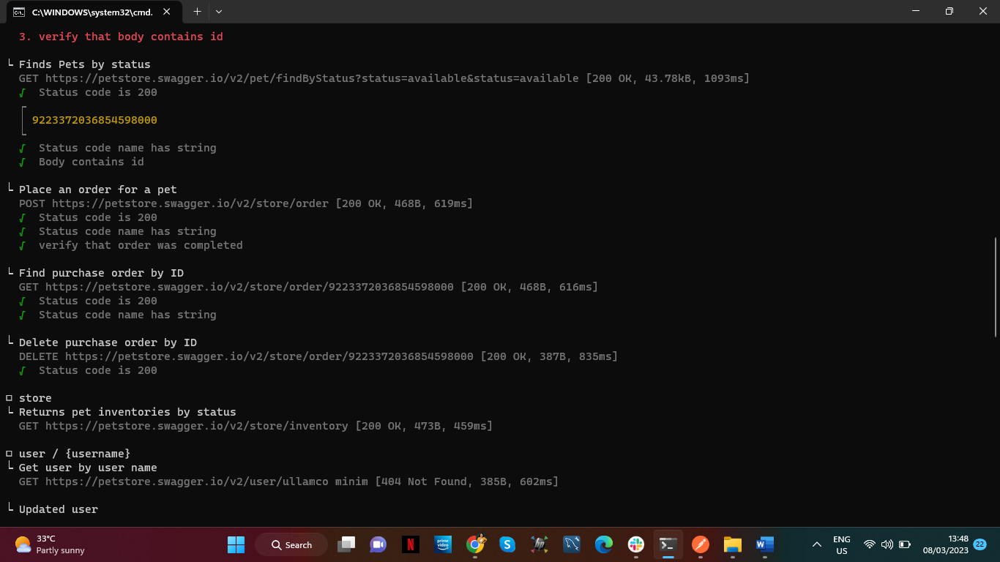 C:\WINDOWS\system32\cmd.
3. verify that body contains id
└ Finds Pets by status
GET https://petstore.swagger.io/v2/pet/findByStatus?status=available&status=available [200 OK, 43.78kB, 1093ms]
√ Status code is 200
9223372036854598000
√ Status code name has string
√ Body contains id
└ Place an order for a pet
POST https://petstore.swagger.io/v2/store/order [200 OK, 468B, 619ms]
√ Status code is 200
√ Status code name has string
√ verify that order was completed
└ Find purchase order by ID
GET https://petstore.swagger.io/v2/store/order/9223372036854598000 [200 OK, 468B, 616ms]
√ Status code is 200
√ Status code name has string
└ Delete purchase order by ID
DELETE https://petstore.swagger.io/v2/store/order/9223372036854598000 [200 OK, 387B, 835ms]
√ Status code is 200
□ store
└ Returns pet inventories by status
GET https://petstore.swagger.io/v2/store/inventory [200 OK, 473B, 459ms]
□ user / {username}
└ Get user by user name
GET https://petstore.swagger.io/v2/user/ullamco minim [404 Not Found, 385B, 602ms]
└ Updated user
33°C
Partly sunny
Search
N
prime video
S
hp
W
ENG
US
13:48
08/03/2023
22